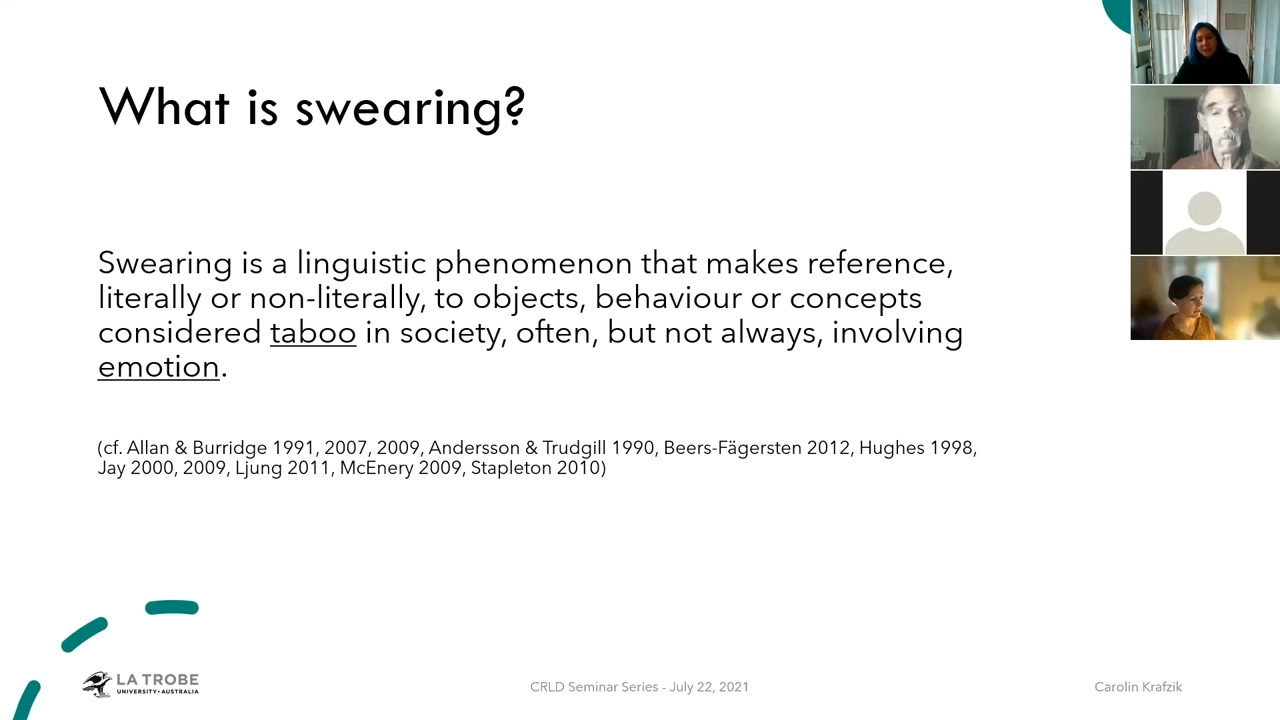 What is swearing?
Swearing is a linguistic phenomenon that makes reference,
literally or non-literally, to objects, behaviour or concepts
considered taboo in society, often, but not always, involving
emotion.
(cf. Allan & Burridge 1991, 2007, 2009, Andersson & Trudgill 1990, Beers-Fägersten 2012, Hughes 1998,
Jay 2000, 2009, Ljung 2011, McEnery 2009, Stapleton 2010)
LA TROBE
UNIVERSITY • AUSTRALIA
CRLD Seminar Series - July 22, 2021
Carolin Krafzik